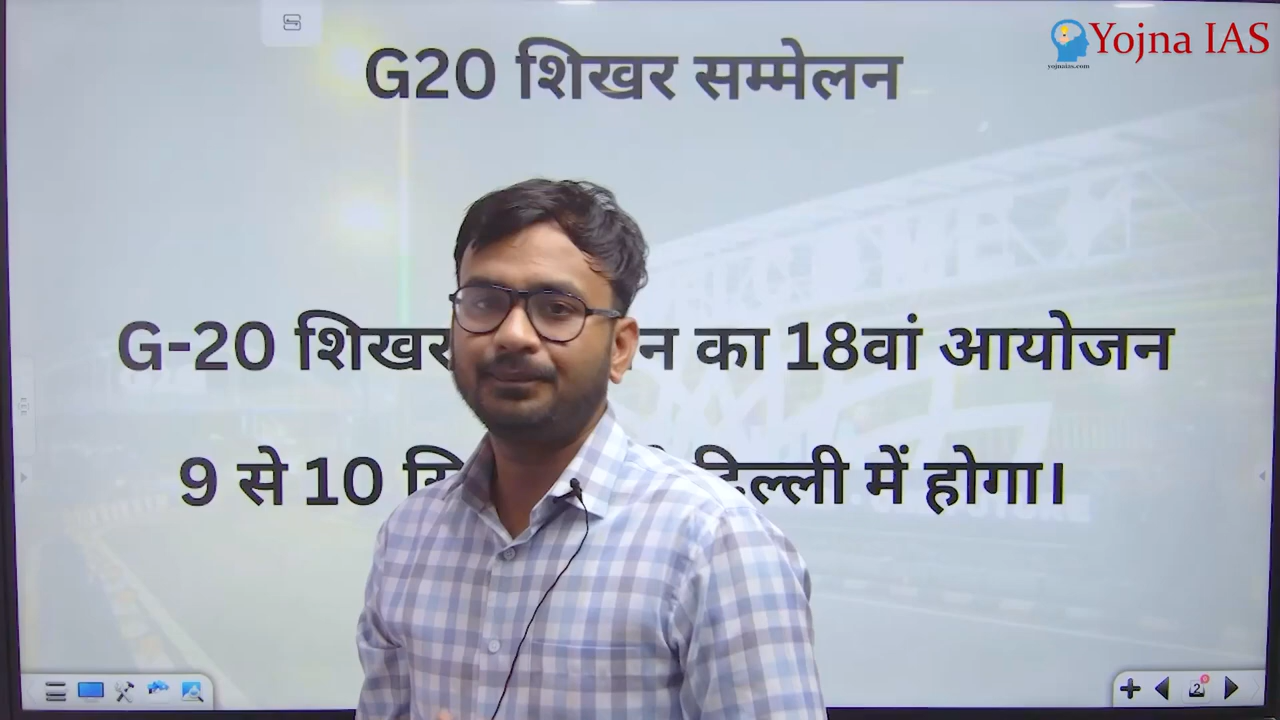 G20 शिखर सम्मेलन
Yojna IAS
yojnaias.com
G-20 शिखर न का 18वां आयोजन
9 से 10 दिल्ली में होगा।
2